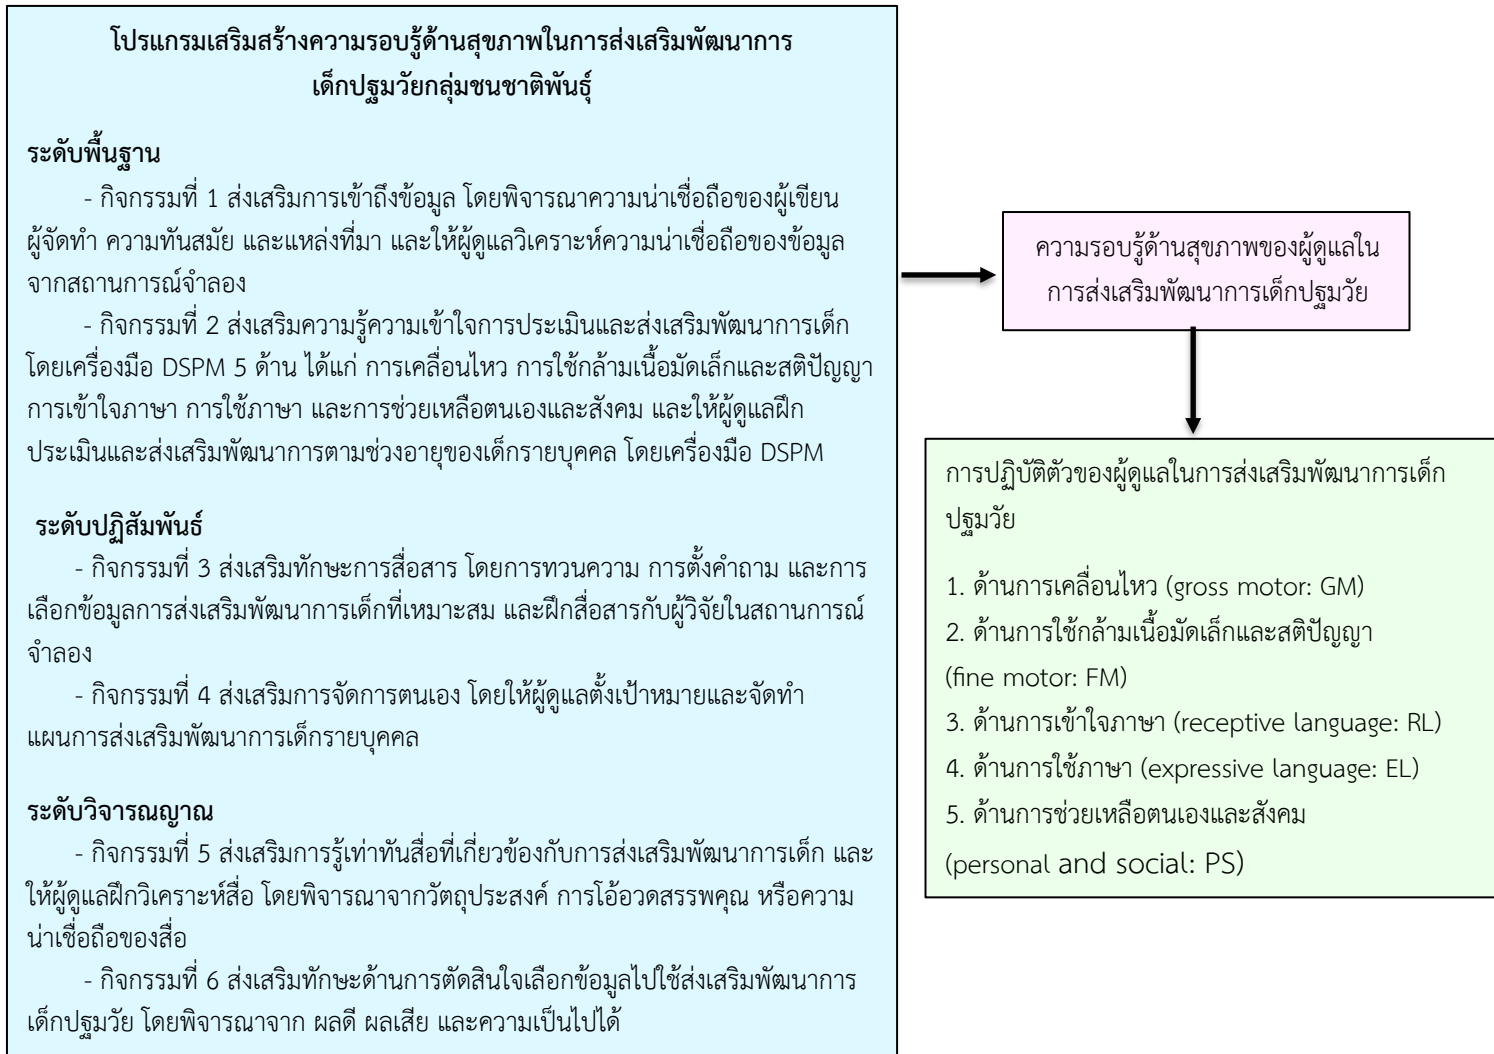 โปรแกรมเสริมสร้างความรอบรู้ด้านสุขภาพในการส่งเสริมพัฒนาการ
เด็กปฐมวัยกลุ่มชนชาติพันธุ์
ระดับพื้นฐาน
- กิจกรรมที่ 1 ส่งเสริมการเข้าถึงข้อมูล โดยพิจารณาความน่าเชื่อถือของผู้เขียน
ผู้จัดทำ ความทันสมัย และแหล่งที่มา และให้ผู้ดูแลวิเคราะห์ความน่าเชื่อถือของข้อมูล
จากสถานการณ์จำลอง
- กิจกรรมที่ 2 ส่งเสริมความรู้ความเข้าใจการประเมินและส่งเสริมพัฒนาการเด็ก
โดยเครื่องมือ DSPM 5 ด้าน ได้แก่ การเคลื่อนไหว การใช้กล้ามเนื้อมัดเล็กและสติปัญญา
การเข้าใจภาษา การใช้ภาษา และการช่วยเหลือตนเองและสังคม และให้ผู้ดูแลฝึก
ประเมินและส่งเสริมพัฒนาการตามช่วงอายุของเด็กรายบุคคล โดยเครื่องมือ DSPM
ระดับปฏิสัมพันธ์
- กิจกรรมที่ 3 ส่งเสริมทักษะการสื่อสาร โดยการทวนความ การตั้งคำถาม และการ
เลือกข้อมูลการส่งเสริมพัฒนาการเด็กที่เหมาะสม และฝึกสื่อสารกับผู้วิจัยในสถานการณ์
จำลอง
- กิจกรรมที่ 4 ส่งเสริมการจัดการตนเอง โดยให้ผู้ดูแลตั้งเป้าหมายและจัดทำ
แผนการส่งเสริมพัฒนาการเด็กรายบุคคล
ระดับวิจารณญาณ
- กิจกรรมที่ 5 ส่งเสริมการรู้เท่าทันสื่อที่เกี่ยวข้องกับการส่งเสริมพัฒนาการเด็ก และ
ให้ผู้ดูแลฝึกวิเคราะห์สื่อ โดยพิจารณาจากวัตถุประสงค์ การโอ้อวดสรรพคุณ หรือความ
น่าเชื่อถือของสื่อ
- กิจกรรมที่ 6 ส่งเสริมทักษะด้านการตัดสินใจเลือกข้อมูลไปใช้ส่งเสริมพัฒนาการ
เด็กปฐมวัย โดยพิจารณาจาก ผลดี ผลเสีย และความเป็นไปได้
ความรอบรู้ด้านสุขภาพของผู้ดูแลใน
การส่งเสริมพัฒนาการเด็กปฐมวัย
การปฏิบัติตัวของผู้ดูแลในการส่งเสริมพัฒนาการเด็ก
ปฐมวัย
1. ด้านการเคลื่อนไหว (gross motor: GM)
2. ด้านการใช้กล้ามเนื้อมัดเล็กและสติปัญญา
(fine motor: FM)
3. ด้านการเข้าใจภาษา (receptive language: RL)
4. ด้านการใช้ภาษา (expressive language: EL)
5. ด้านการช่วยเหลือตนเองและสังคม
(personal and social: PS)